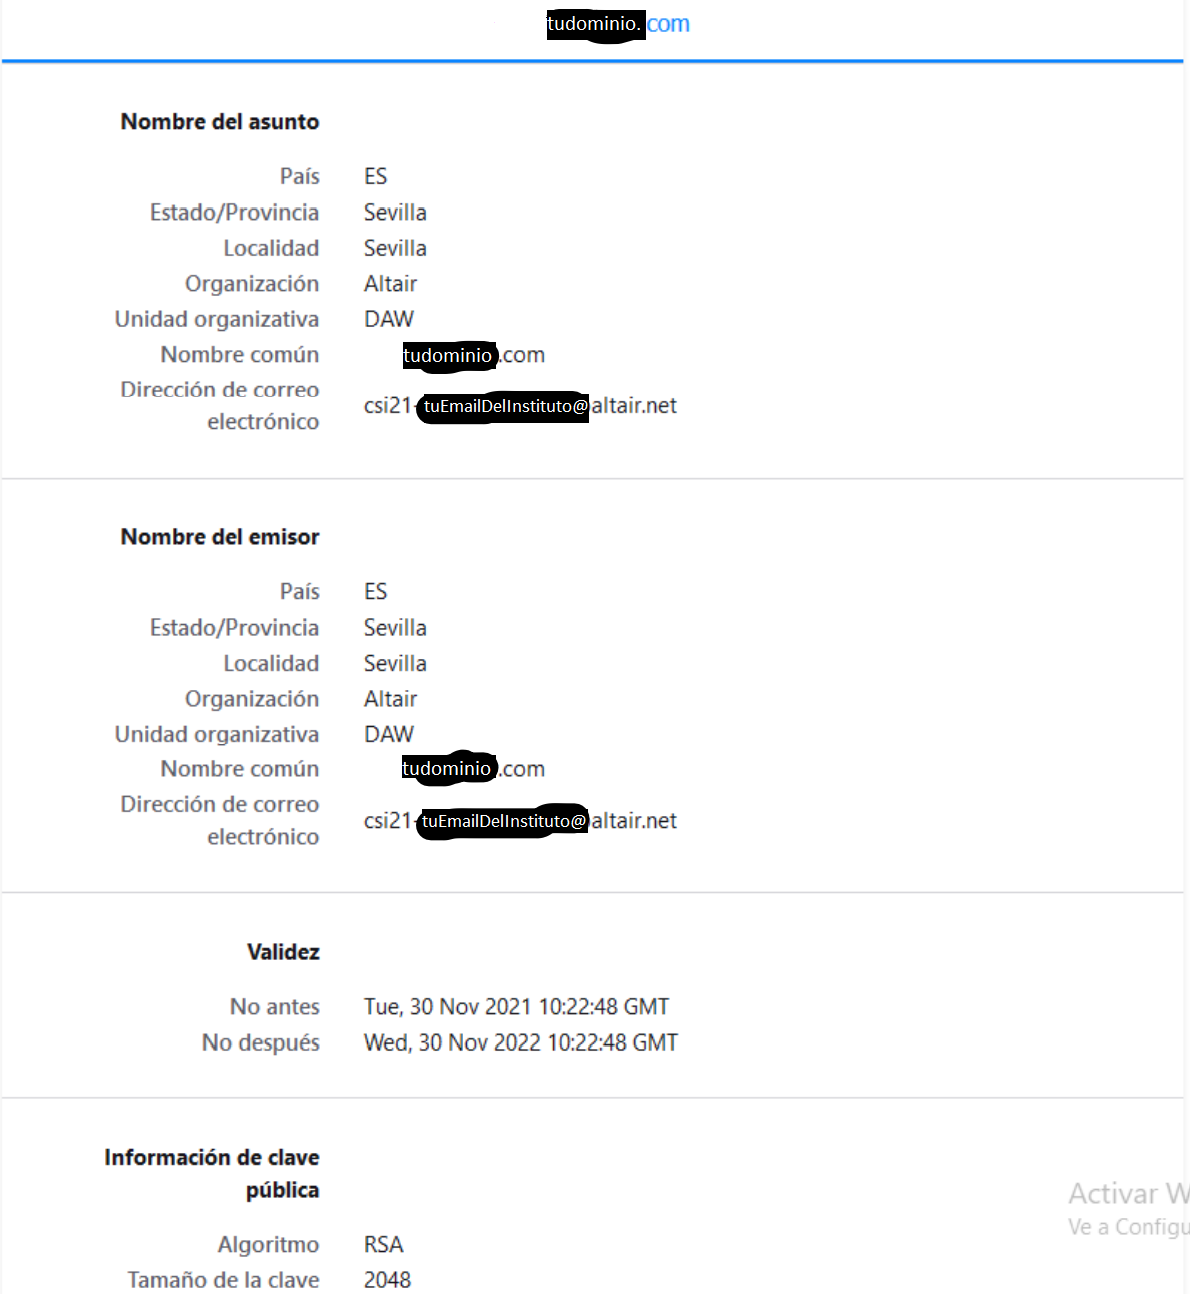 tudominio. com
Nombre del asunto
País ES
Estado/Provincia Sevilla
Localidad Sevilla
Organización Altair
Unidad organizativa DAW
Nombre común tudominio .com
Dirección de correo
electrónico csi21-tuEmailDelInstituto@altair.net
Nombre del emisor
País ES
Estado/Provincia Sevilla
Localidad Sevilla
Organización Altair
Unidad organizativa DAW
Nombre común tudominio .com
Dirección de correo
electrónico csi21-tuEmailDelInstituto@altair.net
Validez
No antes Tue, 30 Nov 2021 10:22:48 GMT
No después Wed, 30 Nov 2022 10:22:48 GMT
Información de clave
pública
Activar W
Ve a Configu
Algoritmo RSA
Tamaño de la clave 2048